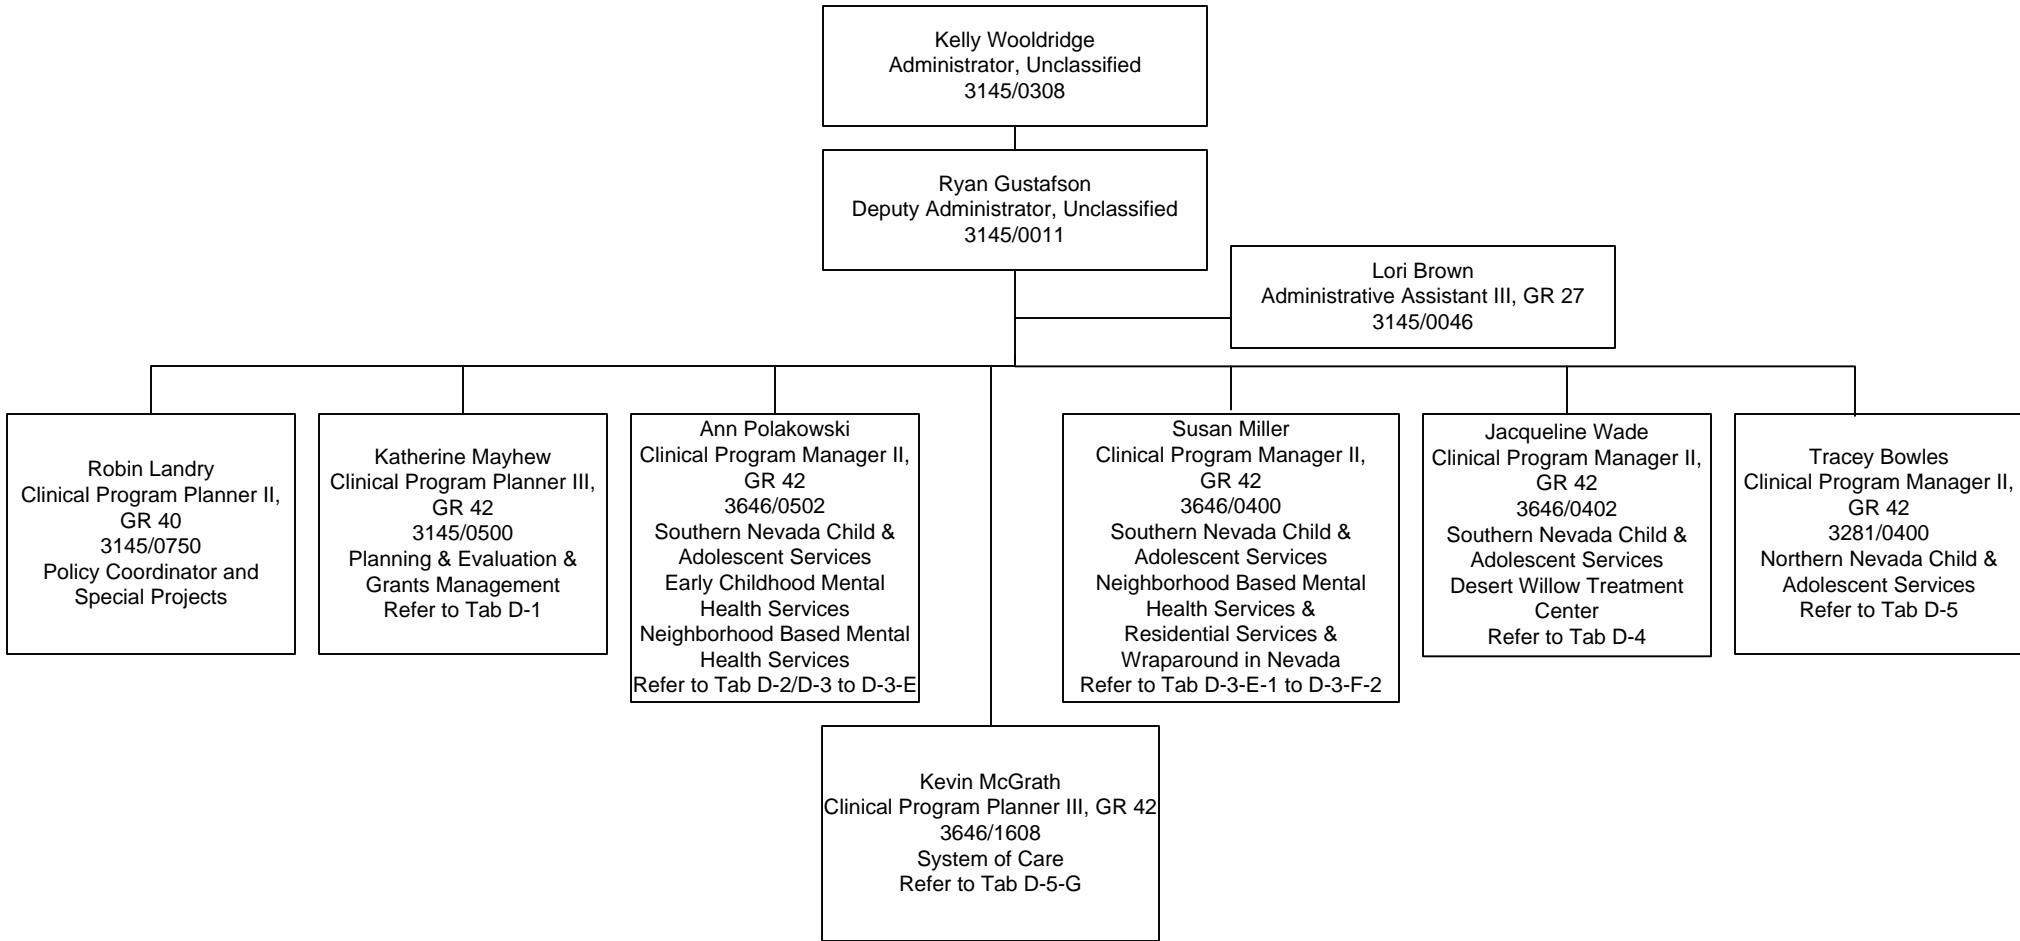 Kelly Wooldridge
Administrator, Unclassified
3145/0308
Ryan Gustafson
Deputy Administrator, Unclassified
3145/0011
Lori Brown
Administrative Assistant III, GR 27
3145/0046
Robin Landry
Clinical Program Planner II,
GR 40
3145/0750
Policy Coordinator and
Special Projects
Katherine Mayhew
Clinical Program Planner III,
GR 42
3145/0500
Planning & Evaluation &
Grants Management
Refer to Tab D-1
Ann Polakowski
Clinical Program Manager II,
GR 42
3646/0502
Southern Nevada Child &
Adolescent Services
Early Childhood Mental
Health Services
Neighborhood Based Mental
Health Services
Refer to Tab D-2/D-3 to D-3-E
Susan Miller
Clinical Program Manager II,
GR 42
3646/0400
Southern Nevada Child &
Adolescent Services
Neighborhood Based Mental
Health Services &
Residential Services &
Wraparound in Nevada
Refer to Tab D-3-E-1 to D-3-F-2
Jacqueline Wade
Clinical Program Manager II,
GR 42
3646/0402
Southern Nevada Child &
Adolescent Services
Desert Willow Treatment
Center
Refer to Tab D-4
Tracey Bowles
Clinical Program Manager II,
GR 42
3281/0400
Northern Nevada Child &
Adolescent Services
Refer to Tab D-5
Kevin McGrath
Clinical Program Planner III, GR 42
3646/1608
System of Care
Refer to Tab D-5-G